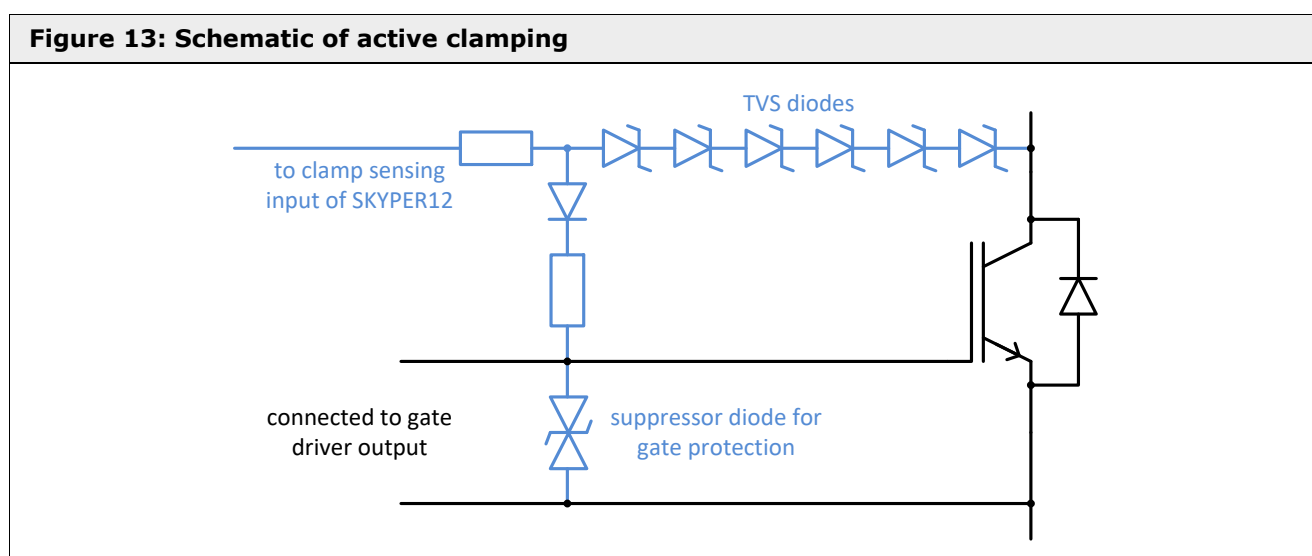 Figure 13: Schematic of active clamping
TVS diodes
to clamp sensing
input of SKYPER12
connected to gate
driver output
suppressor diode for
gate protection